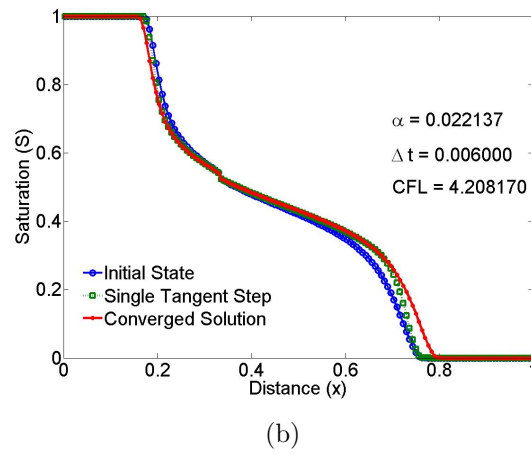 1
0.8
0.6
0.4
0.2
0
Saturation (S)
α = 0.022137
Δ t = 0.006000
CFL = 4.208170
Initial State
Single Tangent Step
Converged Solution
0 0.2 0.4 0.6 0.8 1
Distance (x)
(b)